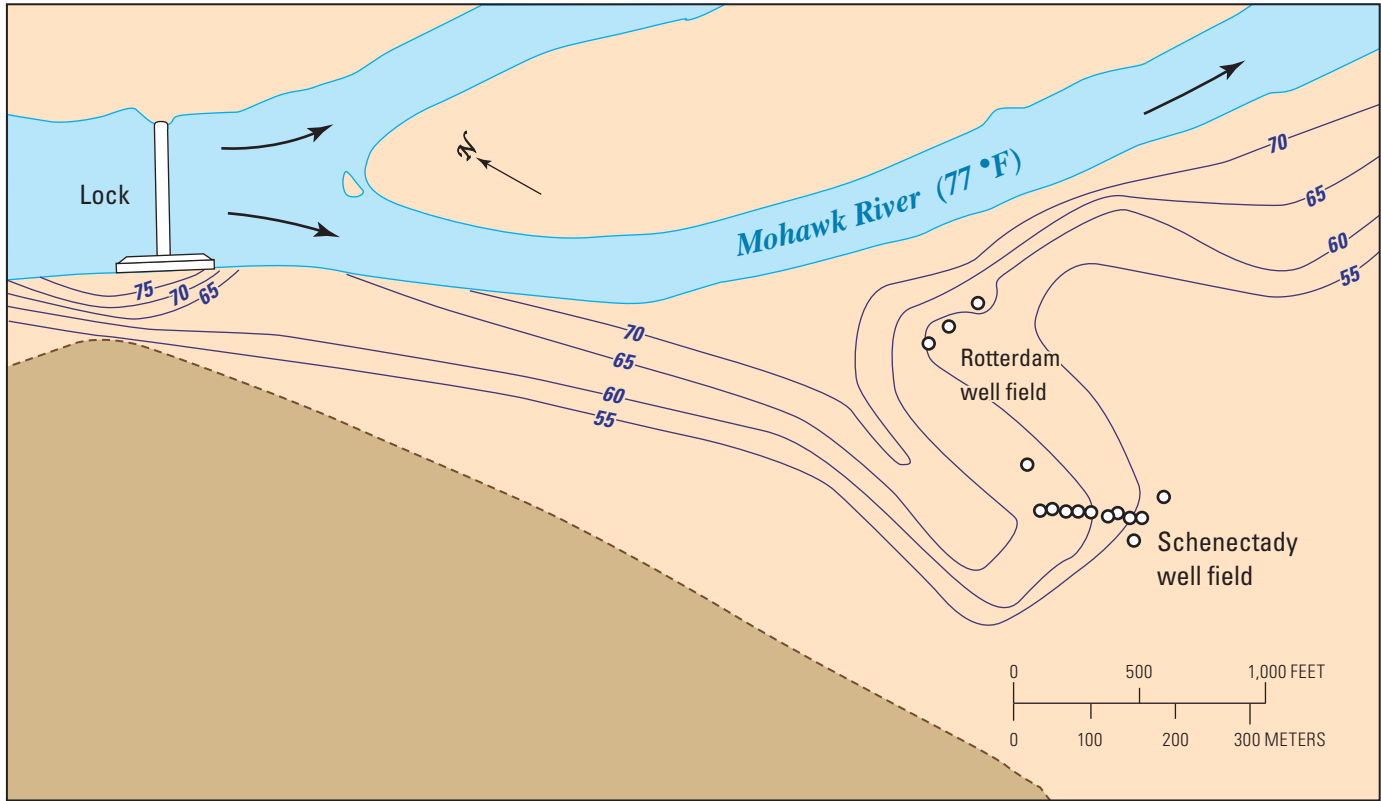 N
Lock
Mohawk River (77 °F)
75
70
65
70
65
60
55
70
65
60
55
Rotterdam
well field
Schenectady
well field
0 500 1,000 FEET
0 100 200 300 METERS